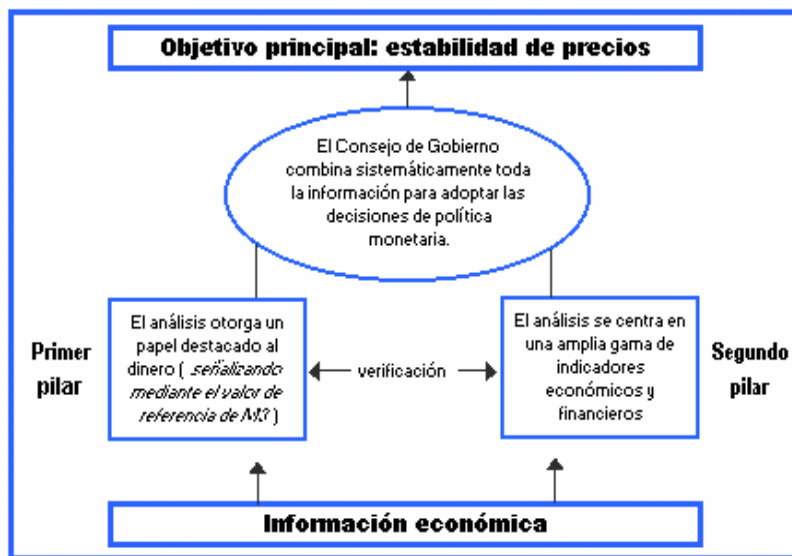 Objetivo principal: estabilidad de precios
El Consejo de Gobierno
combina sistemáticamente toda
la información para adoptar las
decisiones de política
monetaria.
Primer
pilar
El análisis otorga un
papel destacado al
dinero ( señalizando
mediante el valor de
referencia de M3 )
verificación
El análisis se centra en
una amplia gama de
indicadores
económicos y
financieros
Segundo
pilar
Información económica